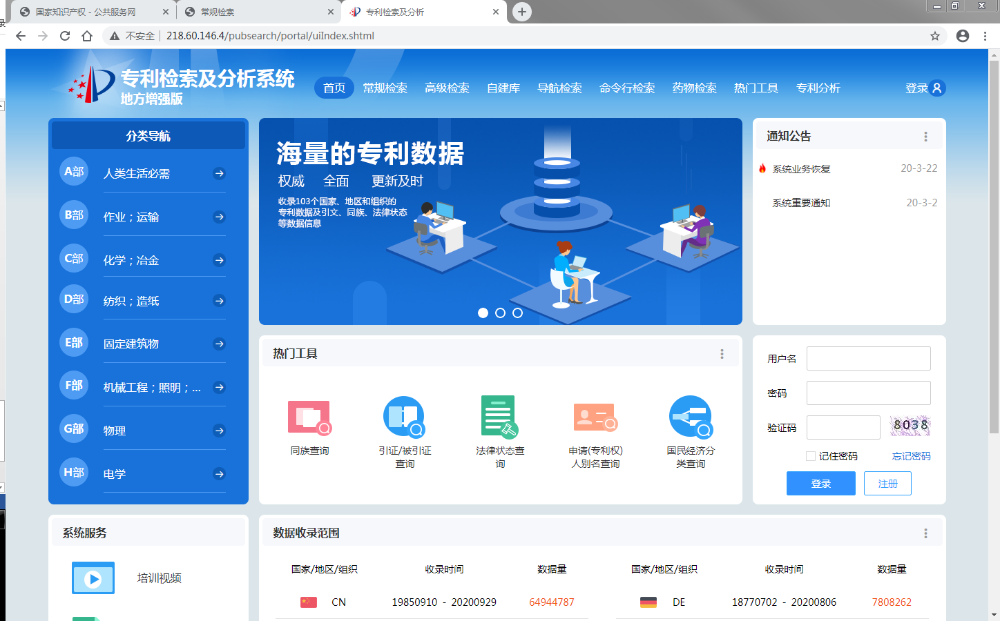 国家知识产权 - 公共服务网
常规检索
专利检索及分析
不安全
218.60.146.4/pubsearch/portal/uiIndex.shtml
专利检索及分析系统
地方增强版
首页
常规检索
高级检索
自建库
导航检索
命令行检索
药物检索
热门工具
专利分析
登录
分类导航
A部 人类生活必需
B部 作业；运输
C部 化学；冶金
D部 纺织；造纸
E部 固定建筑物
F部 机械工程；照明；...
G部 物理
H部 电学
海量的专利数据
权威 全面 更新及时
收录103个国家、地区和组织的
专利数据及引文、同族、法律状态
等数据信息
通知公告
系统业务恢复 20-3-22
系统重要通知 20-3-2
热门工具
同族查询
引证/被引证
查询
法律状态查
询
申请(专利权)
人别名查询
国民经济分
类查询
用户名
密码
验证码 8038
记住密码 忘记密码
登录 注册
系统服务
培训视频
数据收录范围
国家/地区/组织 收录时间 数据量 国家/地区/组织 收录时间 数据量
CN 19850910 - 20200929 64944787 DE 18770702 - 20200806 7808262